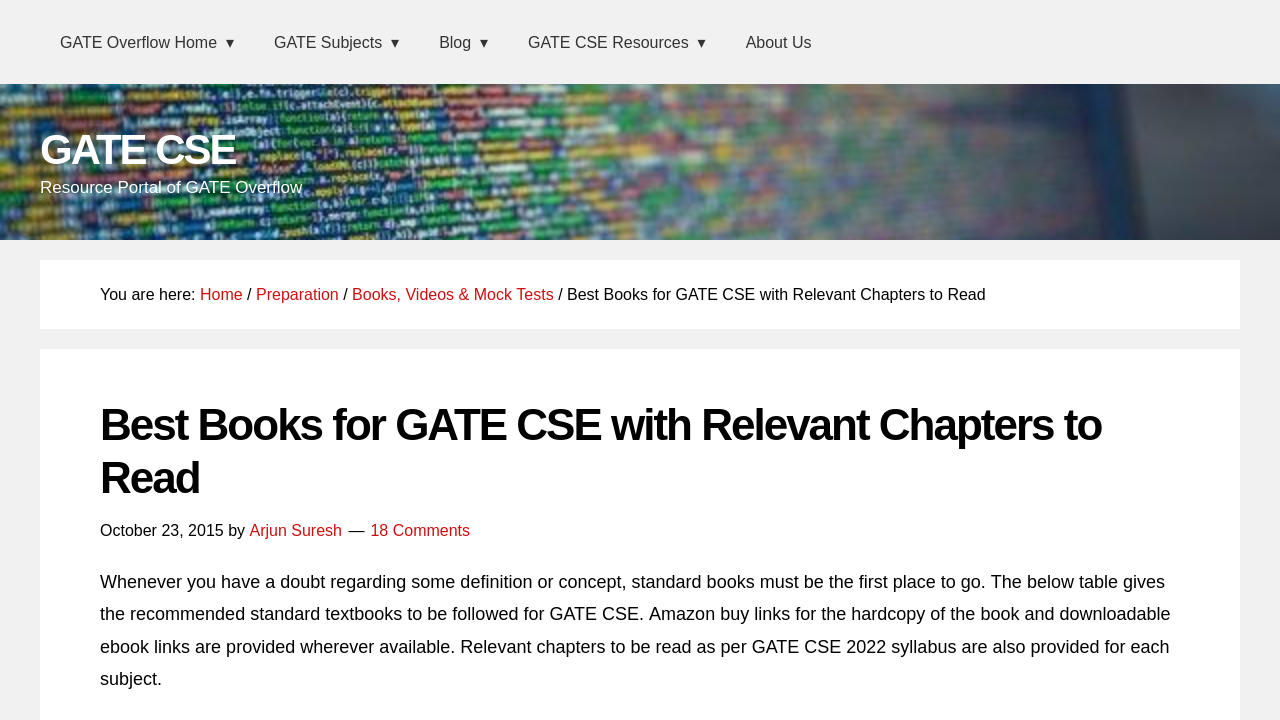 GATE Overflow Home ▾ GATE Subjects ▾ Blog ▾ GATE CSE Resources ▾ About Us
GATE CSE
Resource Portal of GATE Overflow
You are here: Home / Preparation / Books, Videos & Mock Tests / Best Books for GATE CSE with Relevant Chapters to Read
Best Books for GATE CSE with Relevant Chapters to
Read
October 23, 2015 by Arjun Suresh — 18 Comments
Whenever you have a doubt regarding some definition or concept, standard books must be the first place to go. The below table gives
the recommended standard textbooks to be followed for GATE CSE. Amazon buy links for the hardcopy of the book and downloadable
ebook links are provided wherever available. Relevant chapters to be read as per GATE CSE 2022 syllabus are also provided for each
subject.